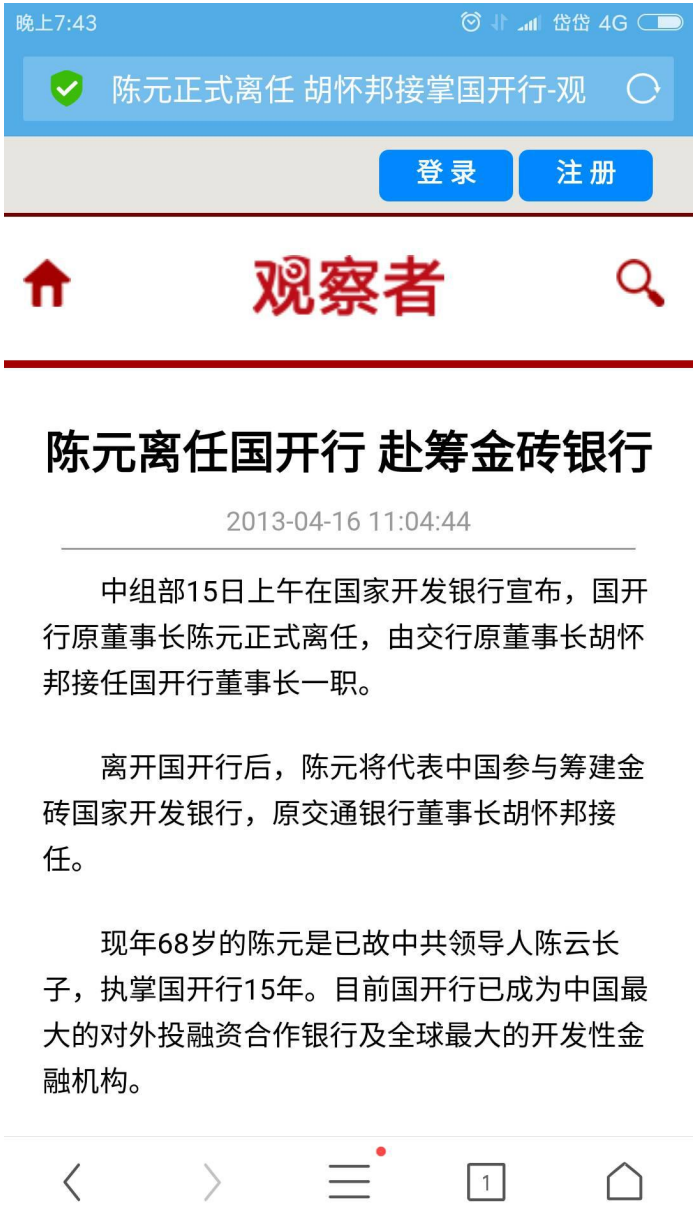 晚上7:43
岱岱 4G
陈元正式离任 胡怀邦接掌国开行-观
登录 注册
观察者
陈元离任国开行 赴筹金砖银行
2013-04-16 11:04:44
中组部15日上午在国家开发银行宣布，国开
行原董事长陈元正式离任，由交行原董事长胡怀
邦接任国开行董事长一职。
离开国开行后，陈元将代表中国参与筹建金
砖国家开发银行，原交通银行董事长胡怀邦接
任。
现年68岁的陈元是已故中共领导人陈云长
子，执掌国开行15年。目前国开行已成为中国最
大的对外投融资合作银行及全球最大的开发性金
融机构。
1